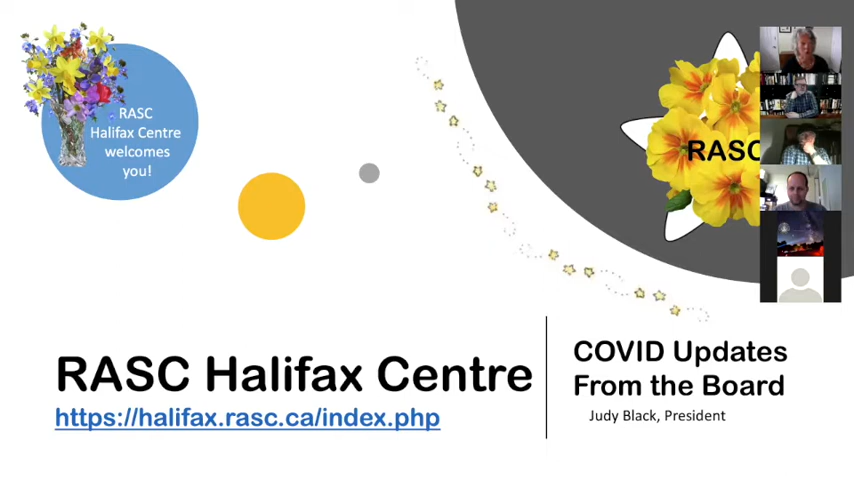 RASC
Halifax Centre
welcomes
you!
RASC
RASC Halifax Centre
https://halifax.rasc.ca/index.php
COVID Updates
From the Board
Judy Black, President